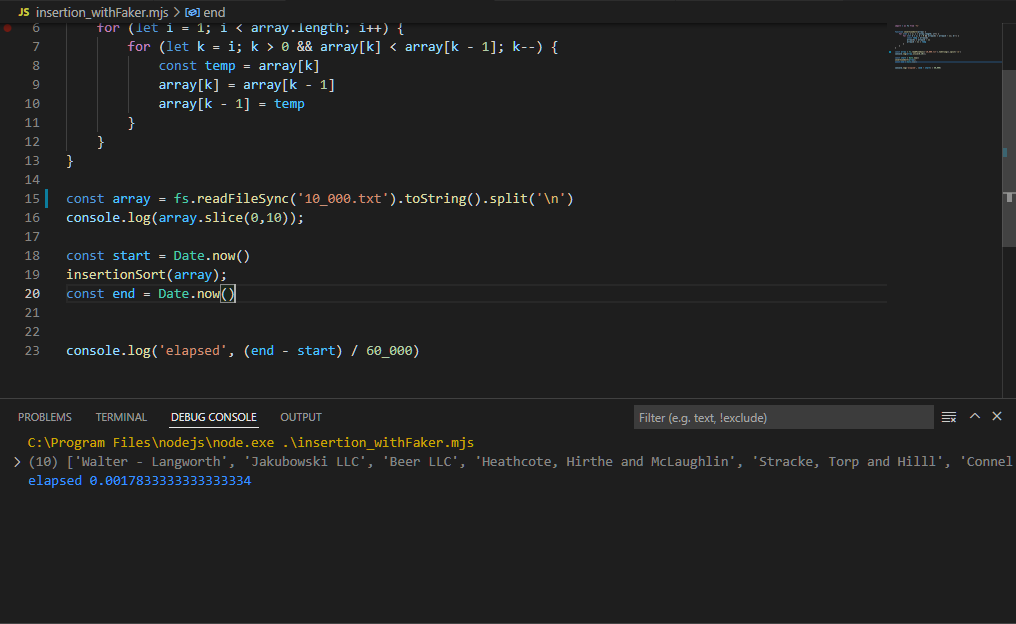 JS insertion_withFaker.mjs > end
6 for (let i = 1; i < array.length; i++) {
7 for (let k = i; k > 0 && array[k] < array[k - 1]; k--) {
8 const temp = array[k]
9 array[k] = array[k - 1]
10 array[k - 1] = temp
11 }
12 }
13 }
14
15 const array = fs.readFileSync('10_000.txt').toString().split('\n')
16 console.log(array.slice(0,10));
17
18 const start = Date.now()
19 insertionSort(array);
20 const end = Date.now()
21
22
23 console.log('elapsed', (end - start) / 60_000)
PROBLEMS TERMINAL DEBUG CONSOLE OUTPUT Filter (e.g. text, !exclude)
C:\Program Files\nodejs\node.exe .\insertion_withFaker.mjs
> (10) ['Walter - Langworth', 'Jakubowski LLC', 'Beer LLC', 'Heathcote, Hirthe and McLaughlin', 'Stracke, Torp and Hilll', 'Connel
elapsed 0.0017833333333333334